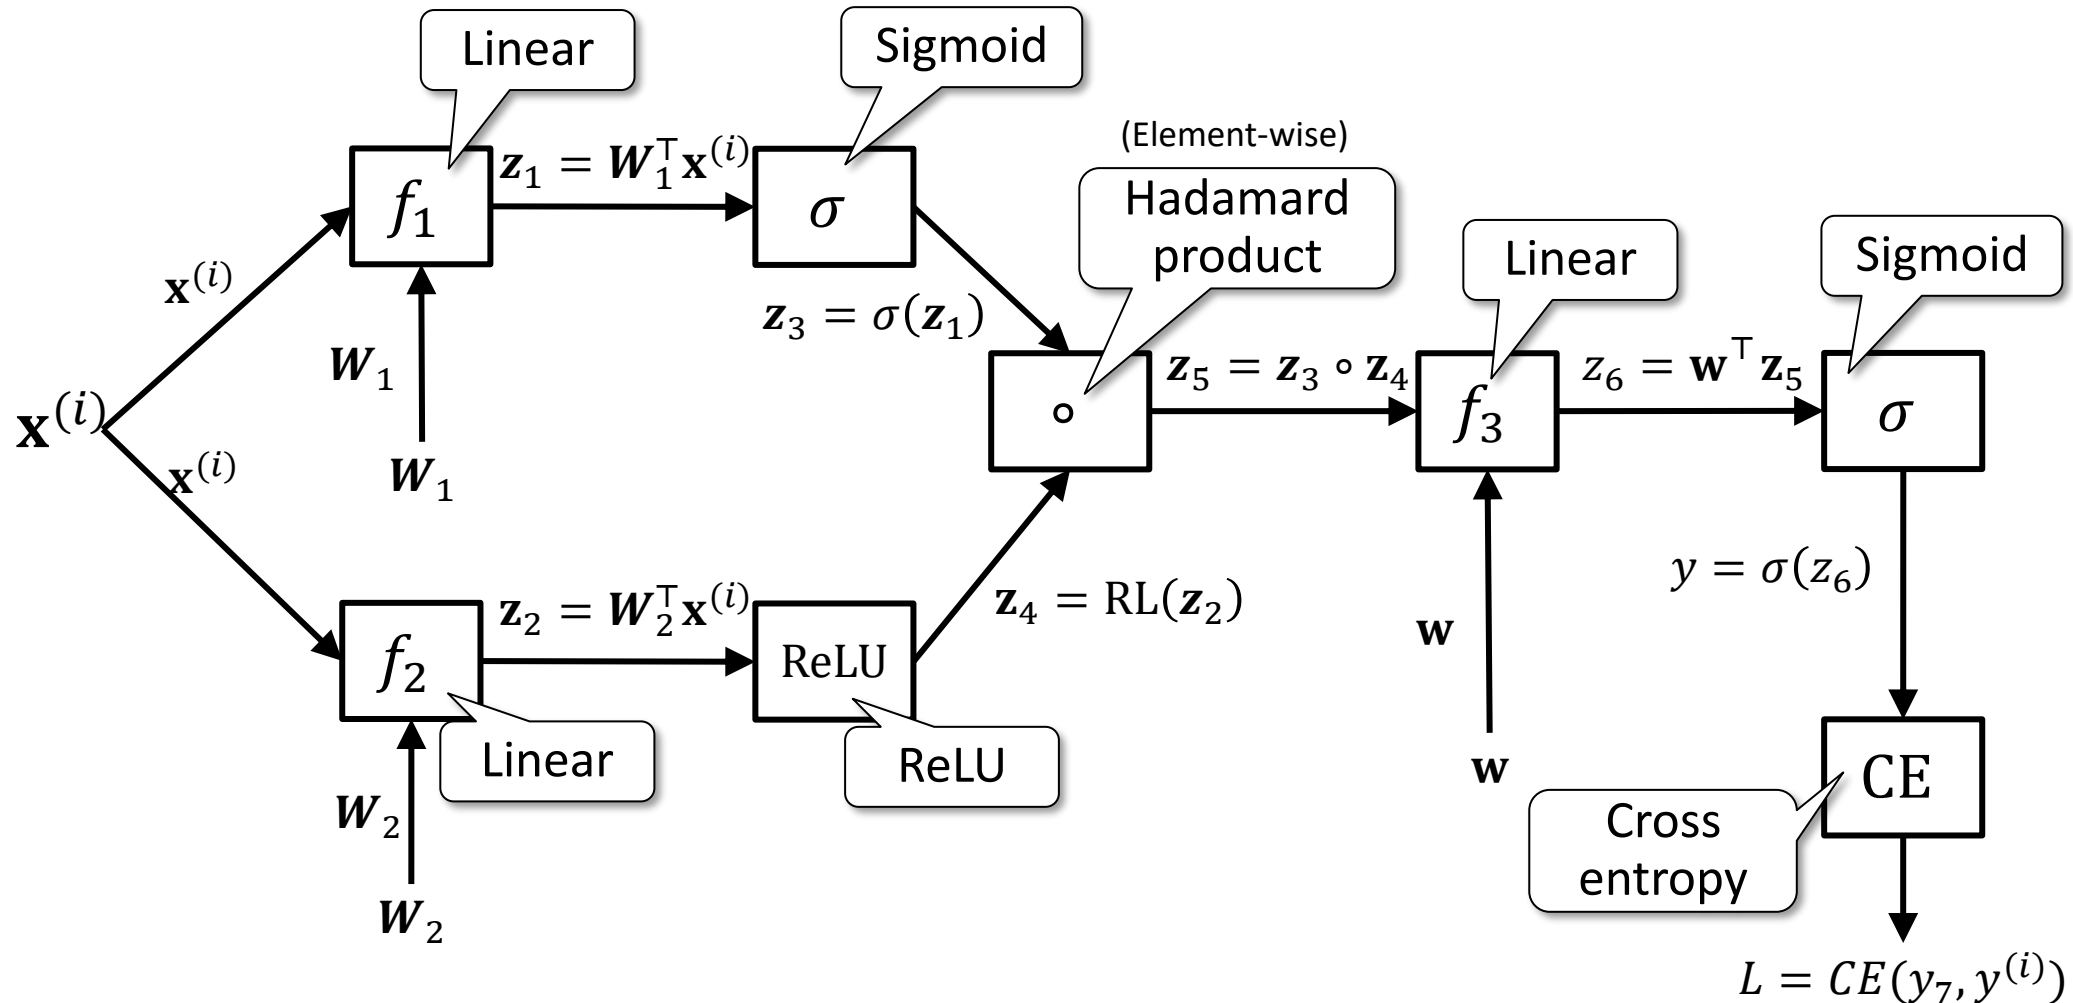 Linear
Sigmoid
(Element-wise)
Hadamard
product
Linear
Sigmoid
f₁
𝒛₁ = 𝑾₁ᵀ𝐱⁽ⁱ⁾
σ
𝐱⁽ⁱ⁾
𝒛₃ = σ(𝒛₁)
𝑾₁
𝑾₁
∘
𝒛₅ = 𝒛₃ ∘ 𝐳₄
f₃
z₆ = 𝐰ᵀ𝐳₅
σ
𝐱⁽ⁱ⁾
𝐱⁽ⁱ⁾
f₂
𝐳₂ = 𝑾₂ᵀ𝐱⁽ⁱ⁾
ReLU
𝐳₄ = RL(𝒛₂)
y = σ(z₆)
𝐰
𝐰
Linear
ReLU
𝑾₂
𝑾₂
CE
Cross
entropy
L = CE(y₇, y⁽ⁱ⁾)